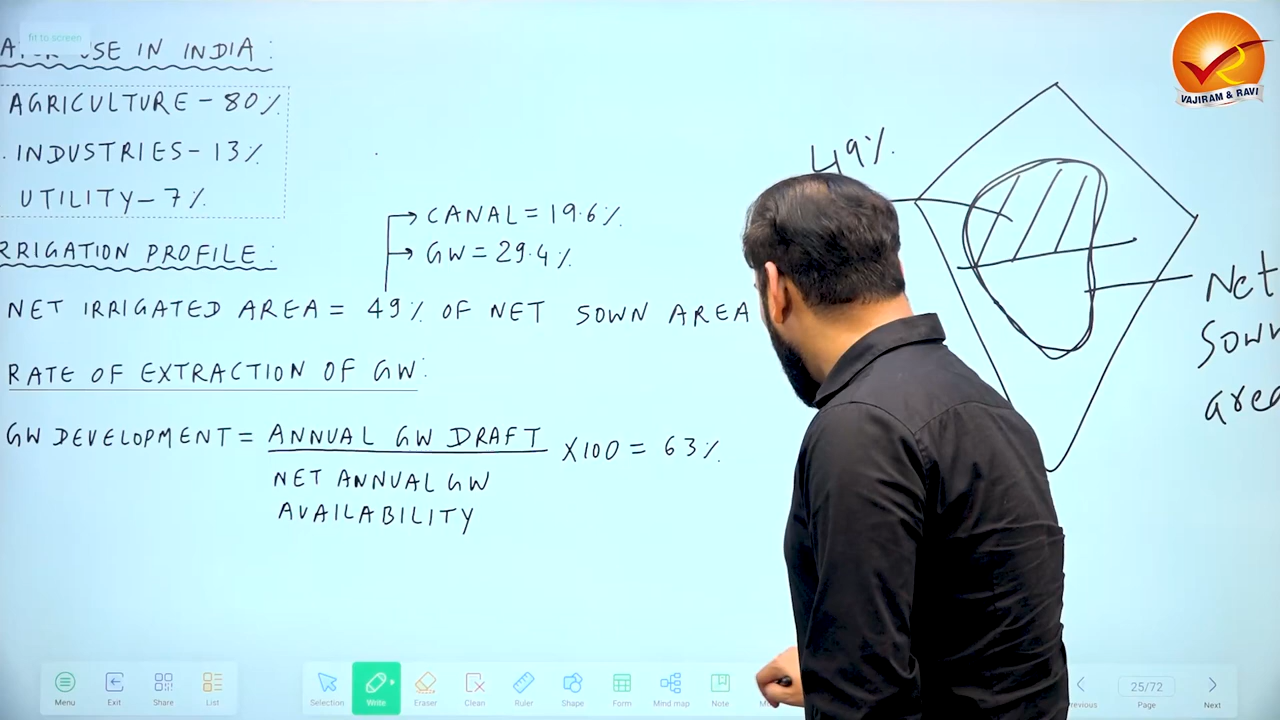 fit to screen
USE IN INDIA:
AGRICULTURE - 80%
INDUSTRIES - 13%
UTILITY - 7%
RRIGATION PROFILE:
→ CANAL = 19.6%
→ GW = 29.4%
NET IRRIGATED AREA = 49% OF NET SOWN AREA
RATE OF EXTRACTION OF GW:
GW DEVELOPMENT = ANNUAL GW DRAFT X100 = 63%
NET ANNUAL GW
AVAILABILITY
49%
Net
Sown
area
VAJIRAM & RAVI
Menu
Exit
Share
List
Selection
Write
Eraser
Clean
Ruler
Shape
Form
Mind map
Note
25/72
Page
Next